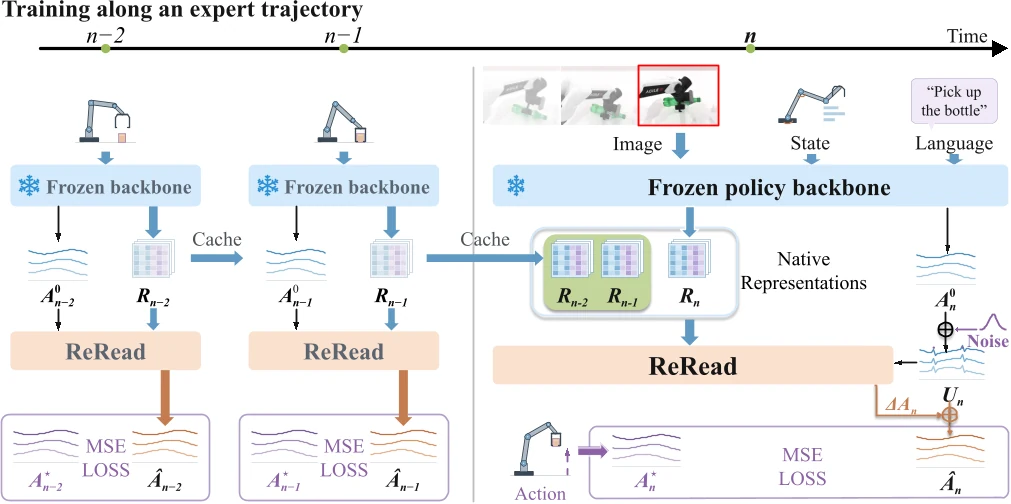 Training along an expert trajectory
n−2
n−1
n
Time
Image
State
"Pick up
the bottle"
Language
Frozen backbone
Frozen backbone
Frozen policy backbone
Cache
Cache
A⁰ₙ₋₂
Rₙ₋₂
A⁰ₙ₋₁
Rₙ₋₁
Rₙ₋₂
Rₙ₋₁
Rₙ
Native
Representations
A⁰ₙ
Noise
ReRead
ReRead
ReRead
Uₙ
ΔAₙ
MSE
LOSS
A*ₙ₋₂
Âₙ₋₂
MSE
LOSS
A*ₙ₋₁
Âₙ₋₁
Action
A*ₙ
MSE
LOSS
Âₙ